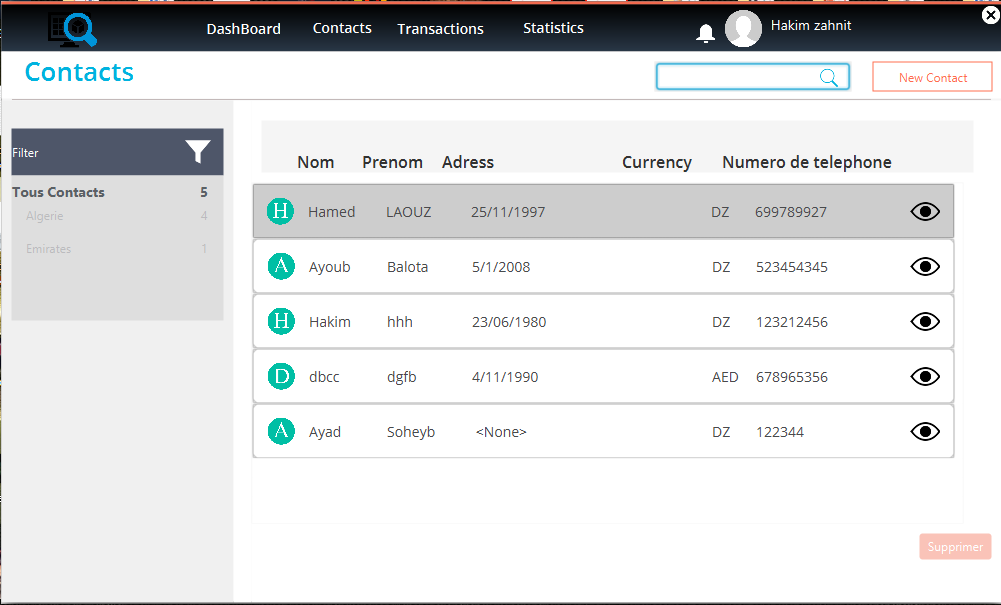 DashBoard Contacts Transactions Statistics Hakim zahnit
Contacts
New Contact
Filter
Tous Contacts 5
Algerie 4
Emirates 1
Nom Prenom Adress Currency Numero de telephone
H Hamed LAOUZ 25/11/1997 DZ 699789927
A Ayoub Balota 5/1/2008 DZ 523454345
H Hakim hhh 23/06/1980 DZ 123212456
D dbcc dgfb 4/11/1990 AED 678965356
A Ayad Soheyb <None> DZ 122344
Supprimer